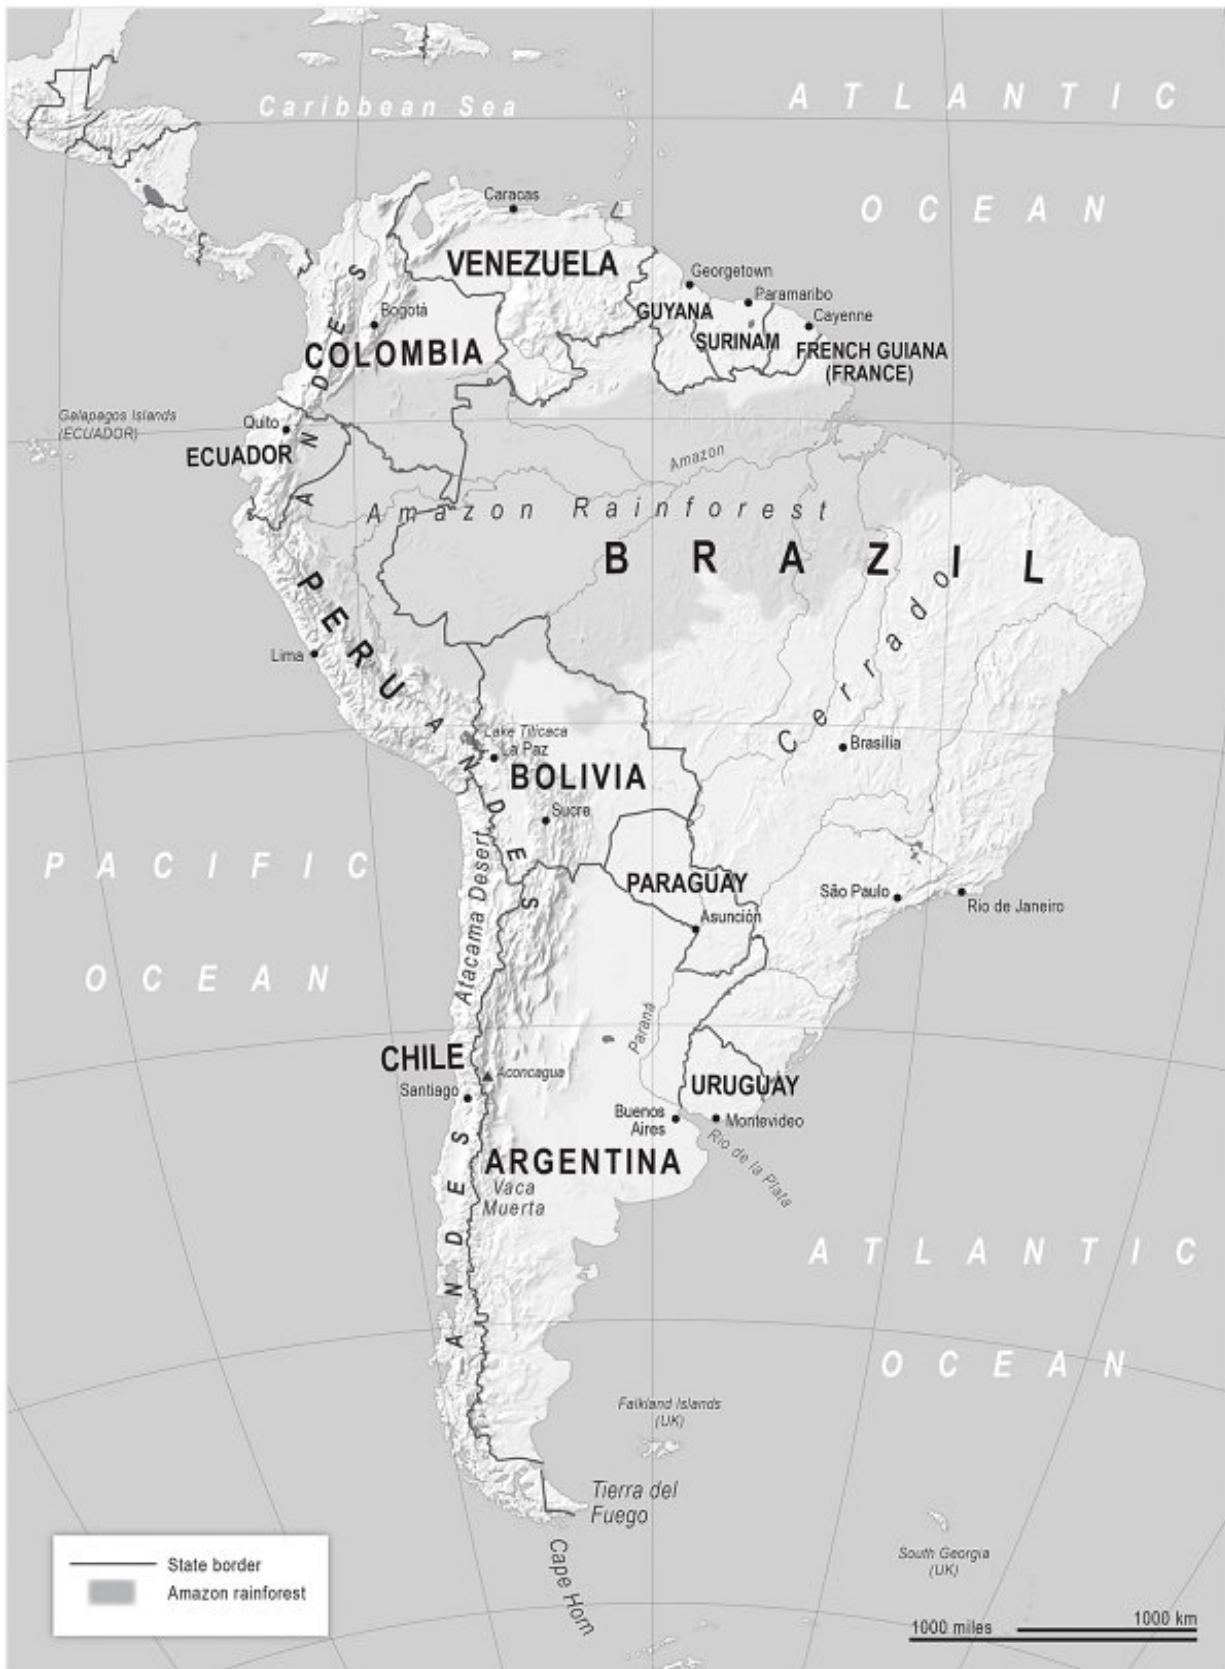 Caribbean Sea
ATLANTIC
OCEAN
Caracas
VENEZUELA
Georgetown
Paramaribo
GUYANA
Cayenne
SURINAM
FRENCH GUIANA
(FRANCE)
Bogotá
COLOMBIA
ANDES
Galapagos Islands
(ECUADOR)
Quito
ECUADOR
Amazon
Amazon Rainforest
BRAZIL
PERU
Lima
Cerrado
Lake Titicaca
La Paz
BOLIVIA
Brasília
Sucre
ANDES
PACIFIC
OCEAN
Atacama Desert
PARAGUAY
Asunción
São Paulo
Rio de Janeiro
Paraná
CHILE
Santiago
Aconcagua
URUGUAY
Buenos
Aires
Montevideo
Rio de la Plata
ARGENTINA
Vaca
Muerta
ANDES
ATLANTIC
OCEAN
Falkland Islands
(UK)
Tierra del
Fuego
Cape Horn
South Georgia
(UK)
State border
Amazon rainforest
1000 km
1000 miles